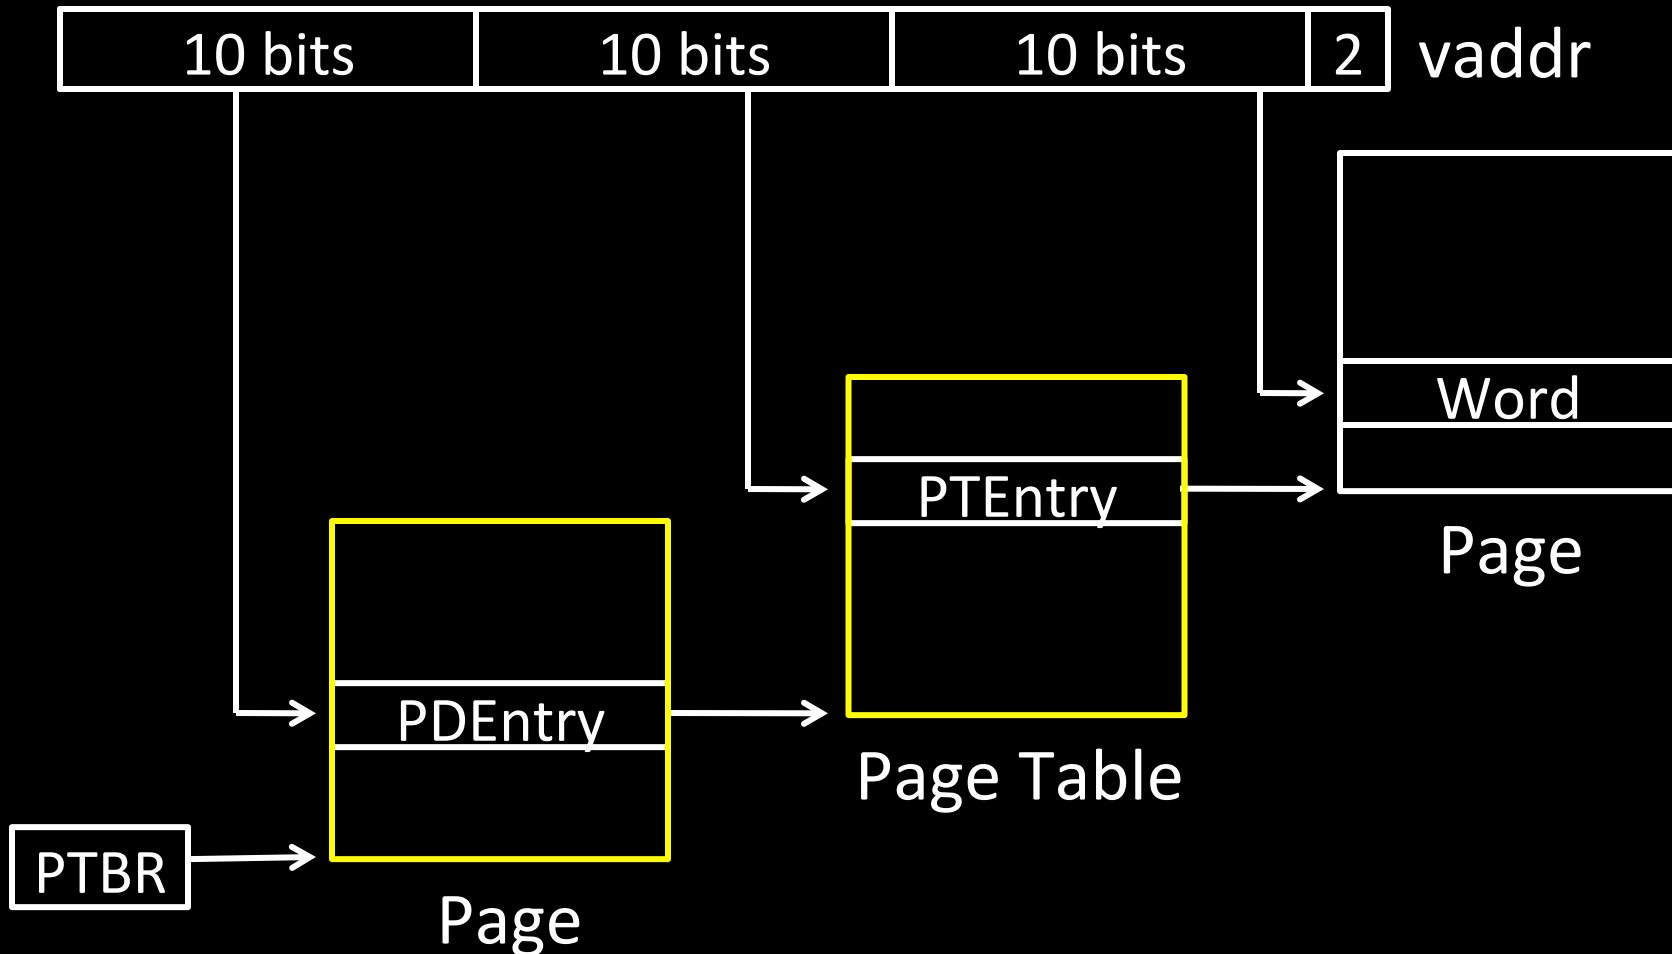 10 bits
10 bits
10 bits
2
vaddr
Word
PTEntry
Page
PDEntry
Page Table
PTBR
Page